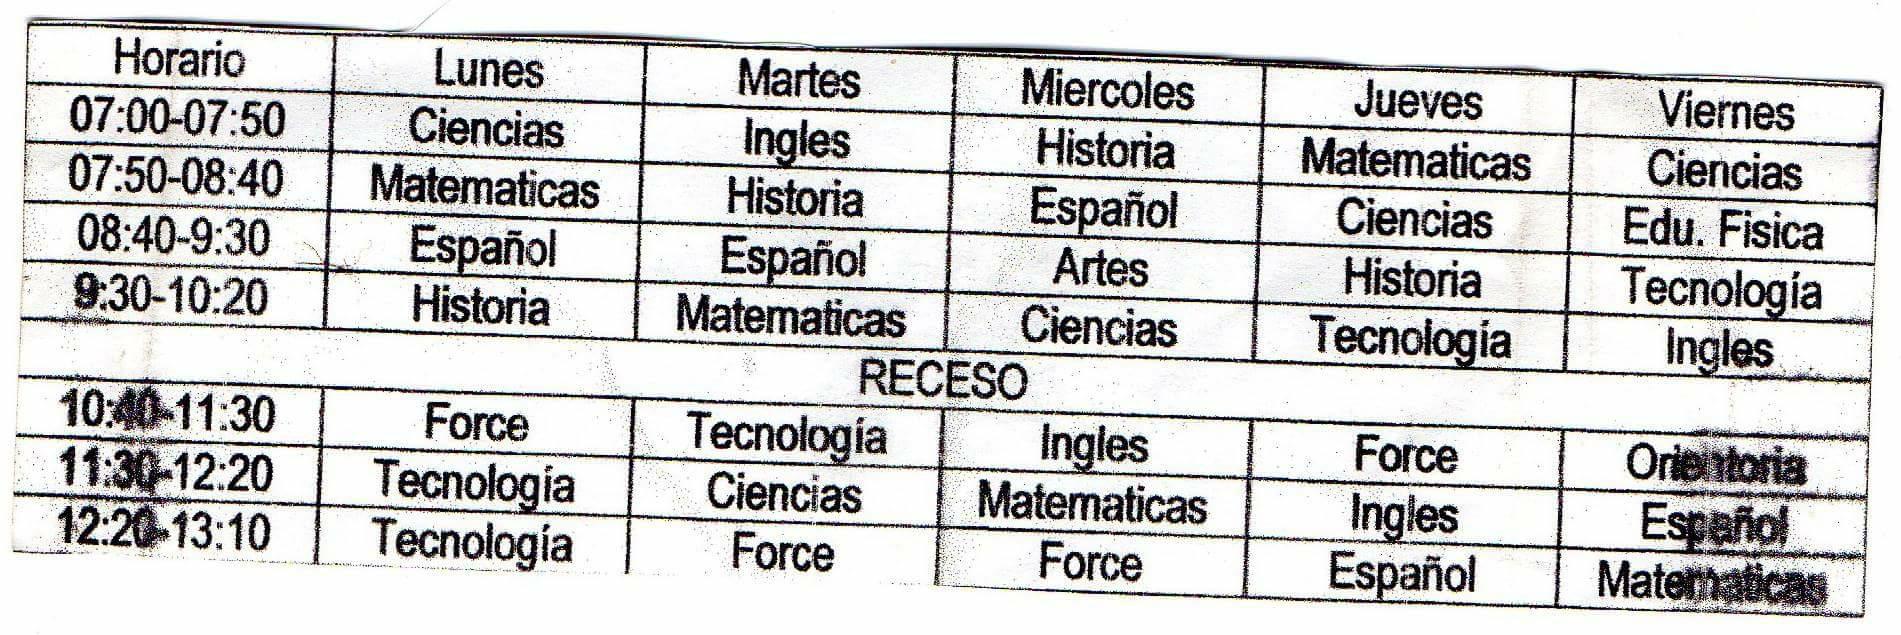 Horario Lunes Martes Miercoles Jueves Viernes
07:00-07:50 Ciencias Ingles Historia Matematicas Ciencias
07:50-08:40 Matematicas Historia Español Ciencias Edu. Fisica
08:40-9:30 Español Español Artes Historia Tecnología
9:30-10:20 Historia Matematicas Ciencias Tecnología Ingles
RECESO
10:40-11:30 Force Tecnología Ingles Force Orientoria
11:30-12:20 Tecnología Ciencias Matematicas Ingles Español
12:20-13:10 Tecnología Force Force Español Matematicas